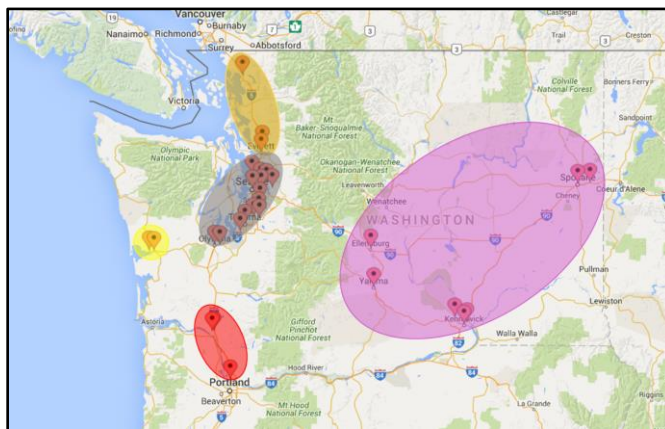 Vancouver
Burnaby
Nanaimo
Richmond
Surrey
Abbotsford
Castlegar
Trail
Creston
Victoria
Colville
National Forest
Bonners Ferry
Sandpoint
Mt
Baker-Snoqualmie
National Forest
Olympic
National Park
Okanogan-Wenatchee
National Forest
Leavenworth
Wenatchee
Spokane
Coeur d'Alene
Cheney
WASHINGTON
Ellensburg
Olympia
Yakima
Pullman
Lewiston
Kennewick
Walla Walla
Astoria
Gifford
Pinchot
National Forest
Portland
Hood River
Beaverton
Mt Hood
National Forest
La Grande
Riggins